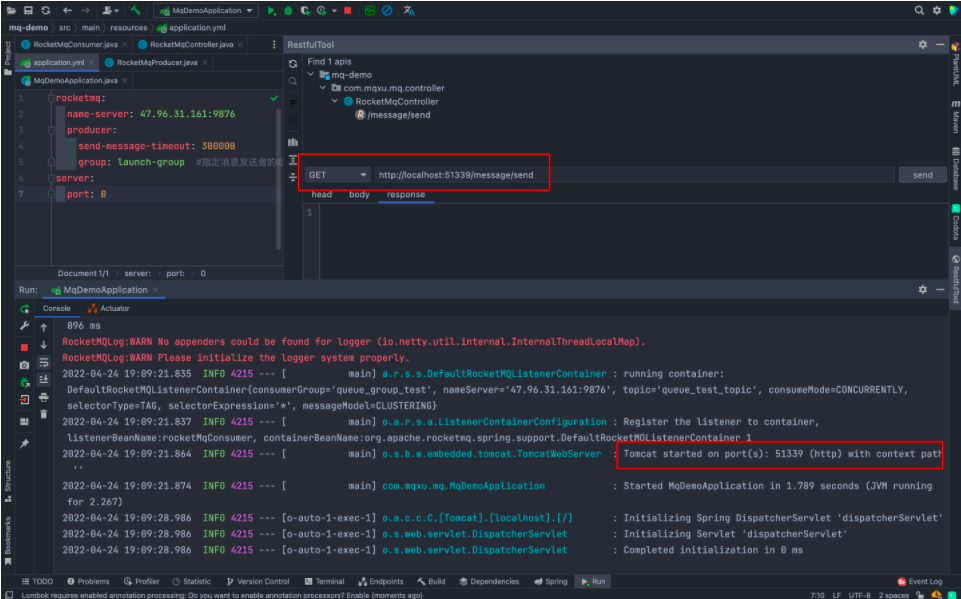 MqDemoApplication
mq-demo src main resources application.yml
Project
RocketMqConsumer.java RocketMqController.java
application.yml RocketMqProducer.java
MqDemoApplication.java
1 rocketmq:
2 name-server: 47.96.31.161:9876
3 producer:
4 send-message-timeout: 300000
5 group: launch-group #指定消息发送者的
6 server:
7 port: 0
Document 1/1 server: port: 0
RestfulTool
Find 1 apis
mq-demo
com.mqxu.mq.controller
RocketMqController
/message/send
GET http://localhost:51339/message/send send
head body response
1
PlantUML
Maven
Database
Codota
RestfulTool
Run: MqDemoApplication
Console Actuator
896 ms
RocketMQLog:WARN No appenders could be found for logger (io.netty.util.internal.InternalThreadLocalMap).
RocketMQLog:WARN Please initialize the logger system properly.
2022-04-24 19:09:21.835 INFO 4215 --- [ main] a.r.s.s.DefaultRocketMQListenerContainer : running container:
DefaultRocketMQListenerContainer{consumerGroup='queue_group_test', nameServer='47.96.31.161:9876', topic='queue_test_topic', consumeMode=CONCURRENTLY,
selectorType=TAG, selectorExpression='*', messageModel=CLUSTERING}
2022-04-24 19:09:21.837 INFO 4215 --- [ main] o.a.r.s.a.ListenerContainerConfiguration : Register the listener to container,
listenerBeanName:rocketMqConsumer, containerBeanName:org.apache.rocketmq.spring.support.DefaultRocketMQListenerContainer_1
2022-04-24 19:09:21.864 INFO 4215 --- [ main] o.s.b.w.embedded.tomcat.TomcatWebServer : Tomcat started on port(s): 51339 (http) with context path
''
2022-04-24 19:09:21.874 INFO 4215 --- [ main] com.mqxu.mq.MqDemoApplication : Started MqDemoApplication in 1.789 seconds (JVM running
for 2.267)
2022-04-24 19:09:28.986 INFO 4215 --- [o-auto-1-exec-1] o.a.c.c.C.[Tomcat].[localhost].[/] : Initializing Spring DispatcherServlet 'dispatcherServlet'
2022-04-24 19:09:28.986 INFO 4215 --- [o-auto-1-exec-1] o.s.web.servlet.DispatcherServlet : Initializing Servlet 'dispatcherServlet'
2022-04-24 19:09:28.986 INFO 4215 --- [o-auto-1-exec-1] o.s.web.servlet.DispatcherServlet : Completed initialization in 0 ms
Structure
Bookmarks
TODO Problems Profiler Statistic Version Control Terminal Endpoints Build Dependencies Spring Run Event Log
Lombok requires enabled annotation processing: Do you want to enable annotation processors? Enable (moments ago) 7:10 LF UTF-8 2 spaces